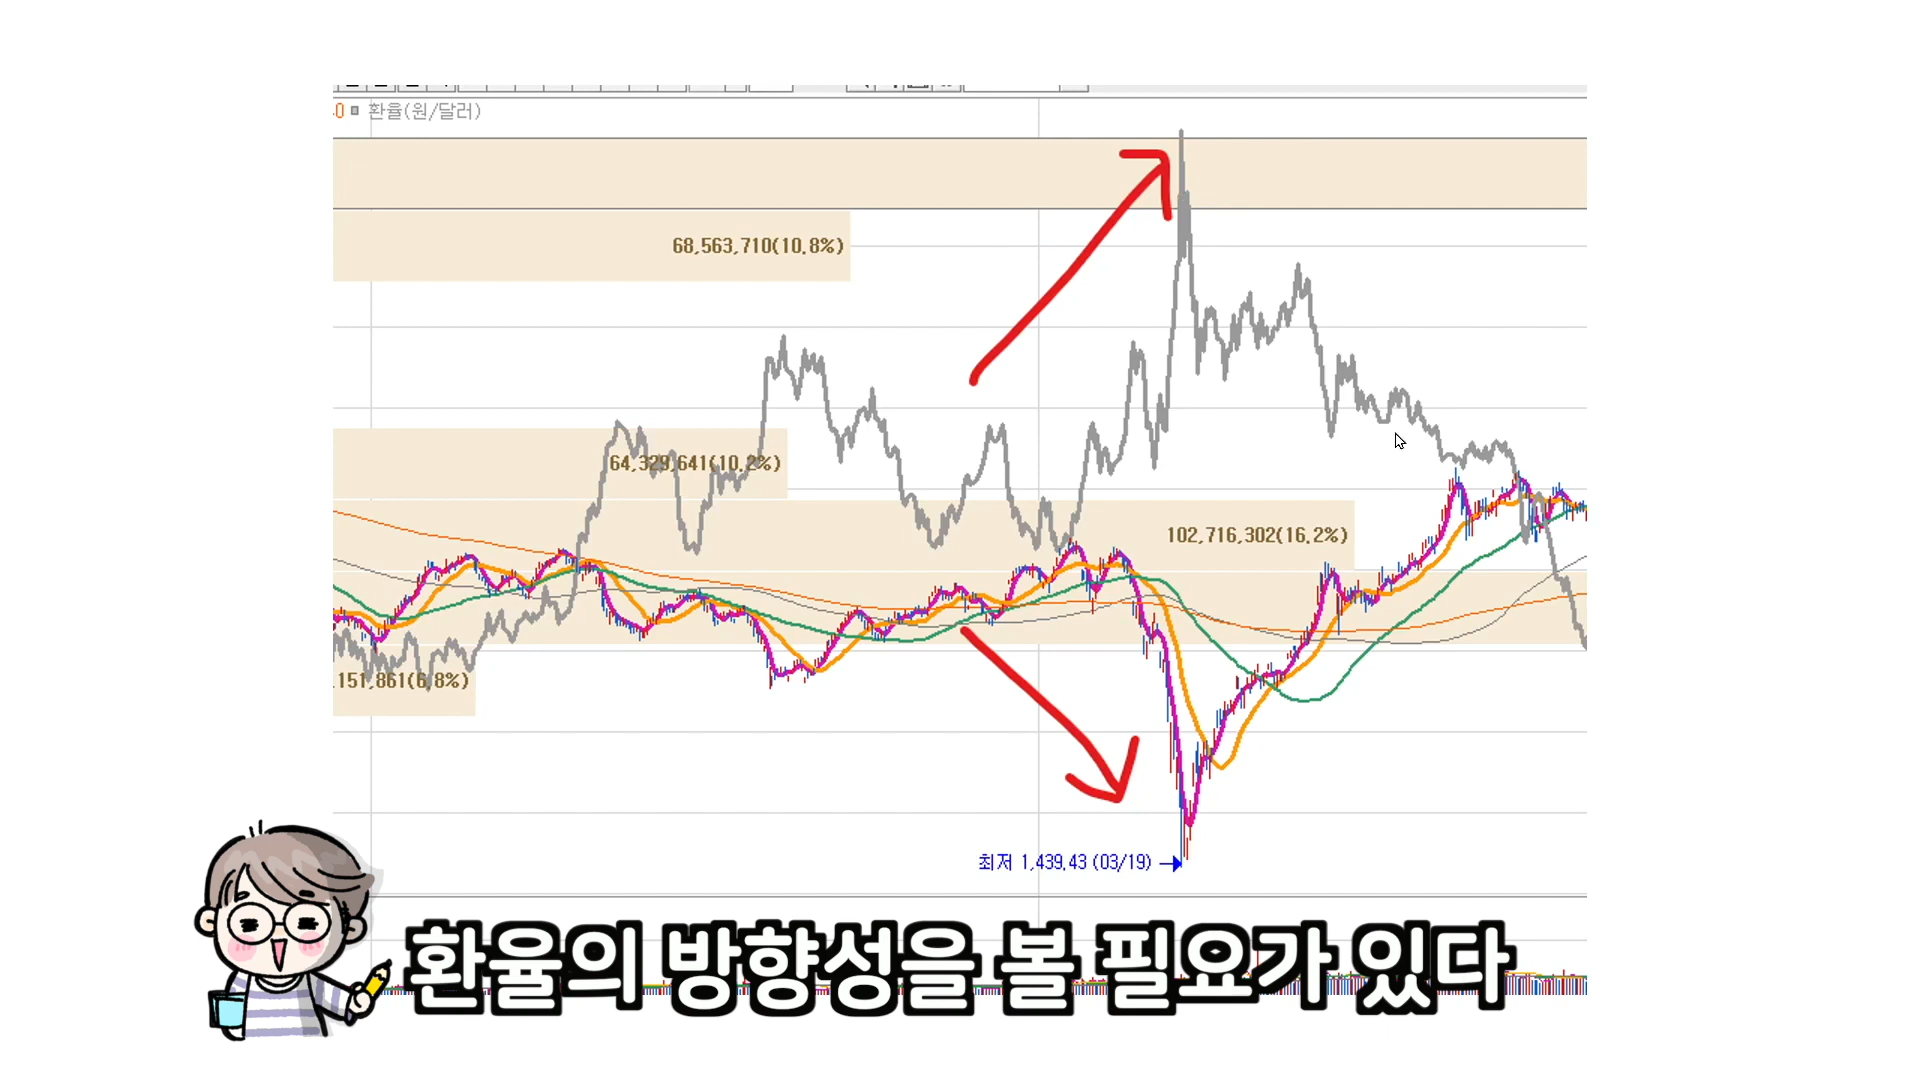 0 환율(원/달러)
68,563,710(10.8%)
64,329,641(10.2%)
102,716,302(16.2%)
151,861(6.8%)
최저 1,439.43 (03/19)
환율의 방향성을 볼 필요가 있다